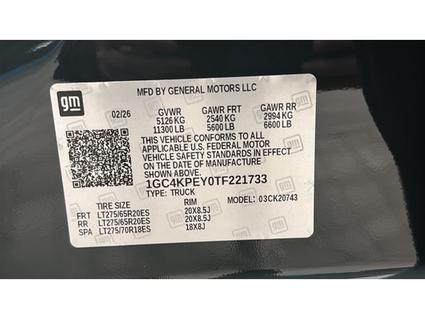 gm
MFD BY GENERAL MOTORS LLC
02/26 GVWR GAWR FRT GAWR RR
5126 KG 2540 KG 2994 KG
11300 LB 5600 LB 6600 LB
THIS VEHICLE CONFORMS TO ALL
APPLICABLE U.S. FEDERAL MOTOR
VEHICLE SAFETY STANDARDS IN
EFFECT ON THE DATE OF
MANUFACTURE SHOWN ABOVE.
1GC4KPEY0TF221733
TYPE: TRUCK
TIRE SIZE RIM MODEL: 03CK20743
FRT LT275/65R20ES 20X8.5J
RR LT275/65R20ES 20X8.5J
SPA LT275/70R18ES 18X8J